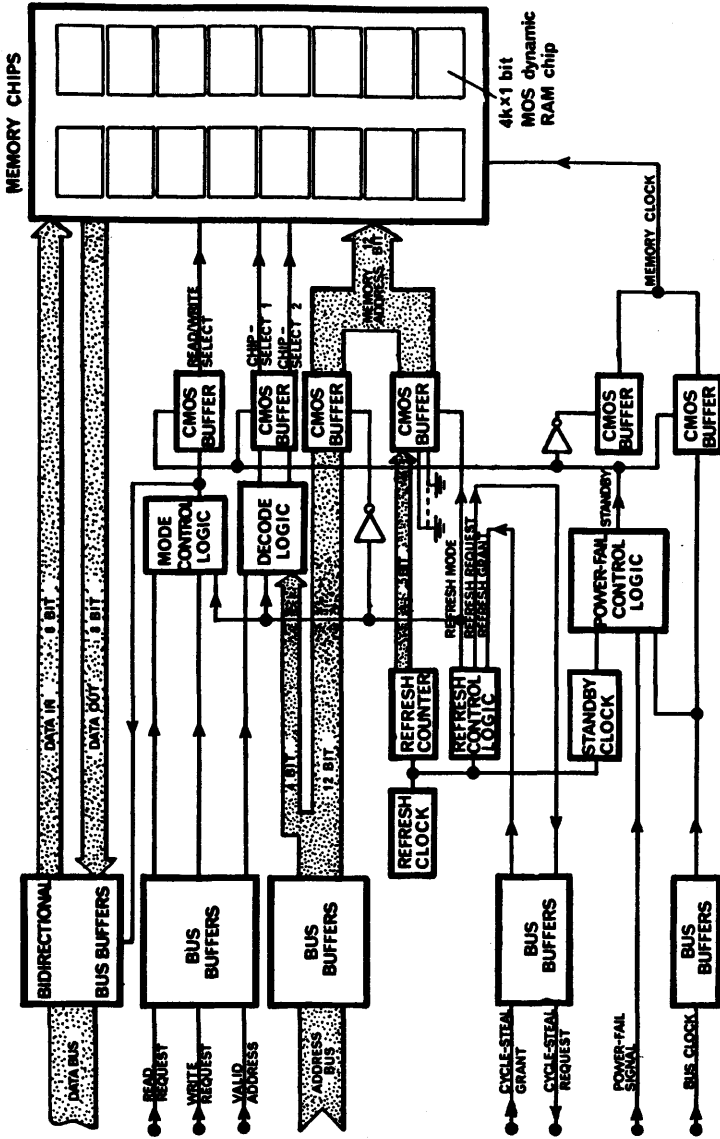 MEMORY CHIPS
4k×1 bit
MOS dynamic
RAM chip
DATA IN 8 BIT
DATA OUT 8 BIT
BIDIRECTIONAL
BUS BUFFERS
DATA BUS
READ
REQUEST
WRITE
REQUEST
VALID
ADDRESS
BUS
BUFFERS
MODE
CONTROL
LOGIC
CMOS
BUFFER
READ/WRITE
SELECT
DECODE
LOGIC
CMOS
BUFFER
CHIP-
SELECT 1
CHIP-
SELECT 2
ADDRESS
BUS
BUS
BUFFERS
4 BIT
12 BIT
CMOS
BUFFER
MEMORY 12
ADDRESS BIT
REFRESH
CLOCK
REFRESH
COUNTER
BIT
CMOS
BUFFER
REFRESH
CONTROL
LOGIC
REFRESH MODE
REFRESH REQUEST
REFRESH GRANT
CYCLE-STEAL
GRANT
CYCLE-STEAL
REQUEST
BUS
BUFFERS
STANDBY
CLOCK
POWER-FAIL
CONTROL
LOGIC
STANDBY
CMOS
BUFFER
MEMORY CLOCK
POWER-FAIL
SIGNAL
BUS CLOCK
BUS
BUFFERS
CMOS
BUFFER